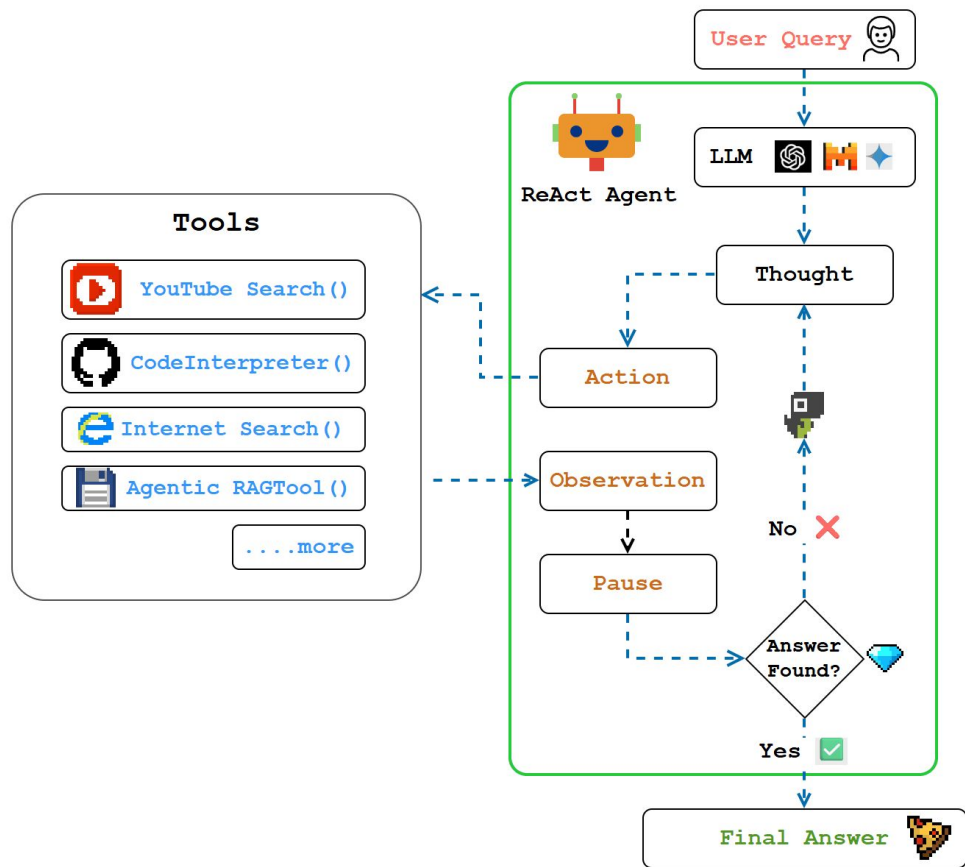 User Query
LLM
ReAct Agent
Tools
Thought
YouTube Search()
CodeInterpreter()
Action
Internet Search()
Agentic RAGTool()
Observation
....more
No
Pause
Answer
Found?
Yes
Final Answer